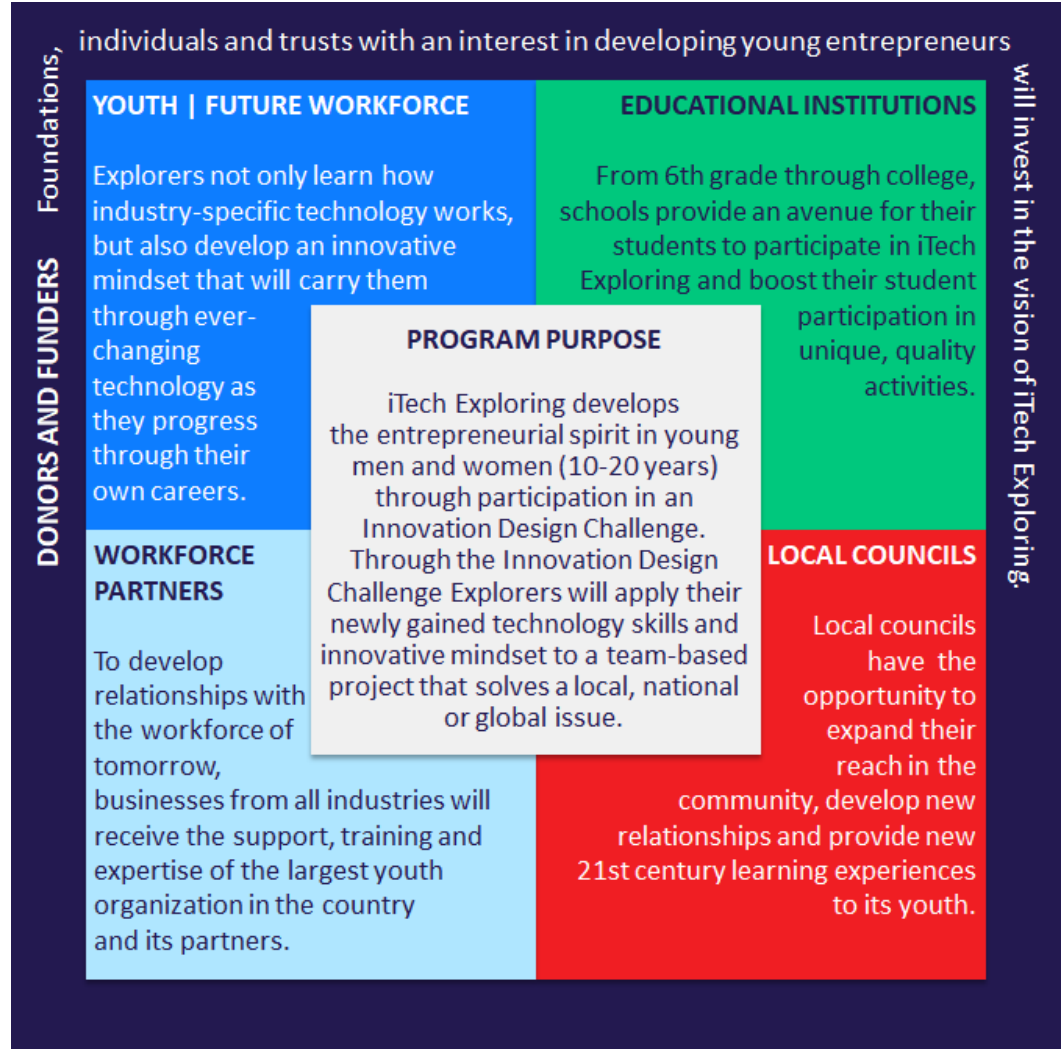 DONORS AND FUNDERS Foundations,
individuals and trusts with an interest in developing young entrepreneurs
will invest in the vision of iTech Exploring.
YOUTH | FUTURE WORKFORCE
Explorers not only learn how
industry-specific technology works,
but also develop an innovative
mindset that will carry them
through ever-
changing
technology as
they progress
through their
own careers.
EDUCATIONAL INSTITUTIONS
From 6th grade through college,
schools provide an avenue for their
students to participate in iTech
Exploring and boost their student
participation in
unique, quality
activities.
PROGRAM PURPOSE
iTech Exploring develops
the entrepreneurial spirit in young
men and women (10-20 years)
through participation in an
Innovation Design Challenge.
Through the Innovation Design
Challenge Explorers will apply their
newly gained technology skills and
innovative mindset to a team-based
project that solves a local, national
or global issue.
WORKFORCE
PARTNERS
To develop
relationships with
the workforce of
tomorrow,
businesses from all industries will
receive the support, training and
expertise of the largest youth
organization in the country
and its partners.
LOCAL COUNCILS
Local councils
have the
opportunity to
expand their
reach in the
community, develop new
relationships and provide new
21st century learning experiences
to its youth.